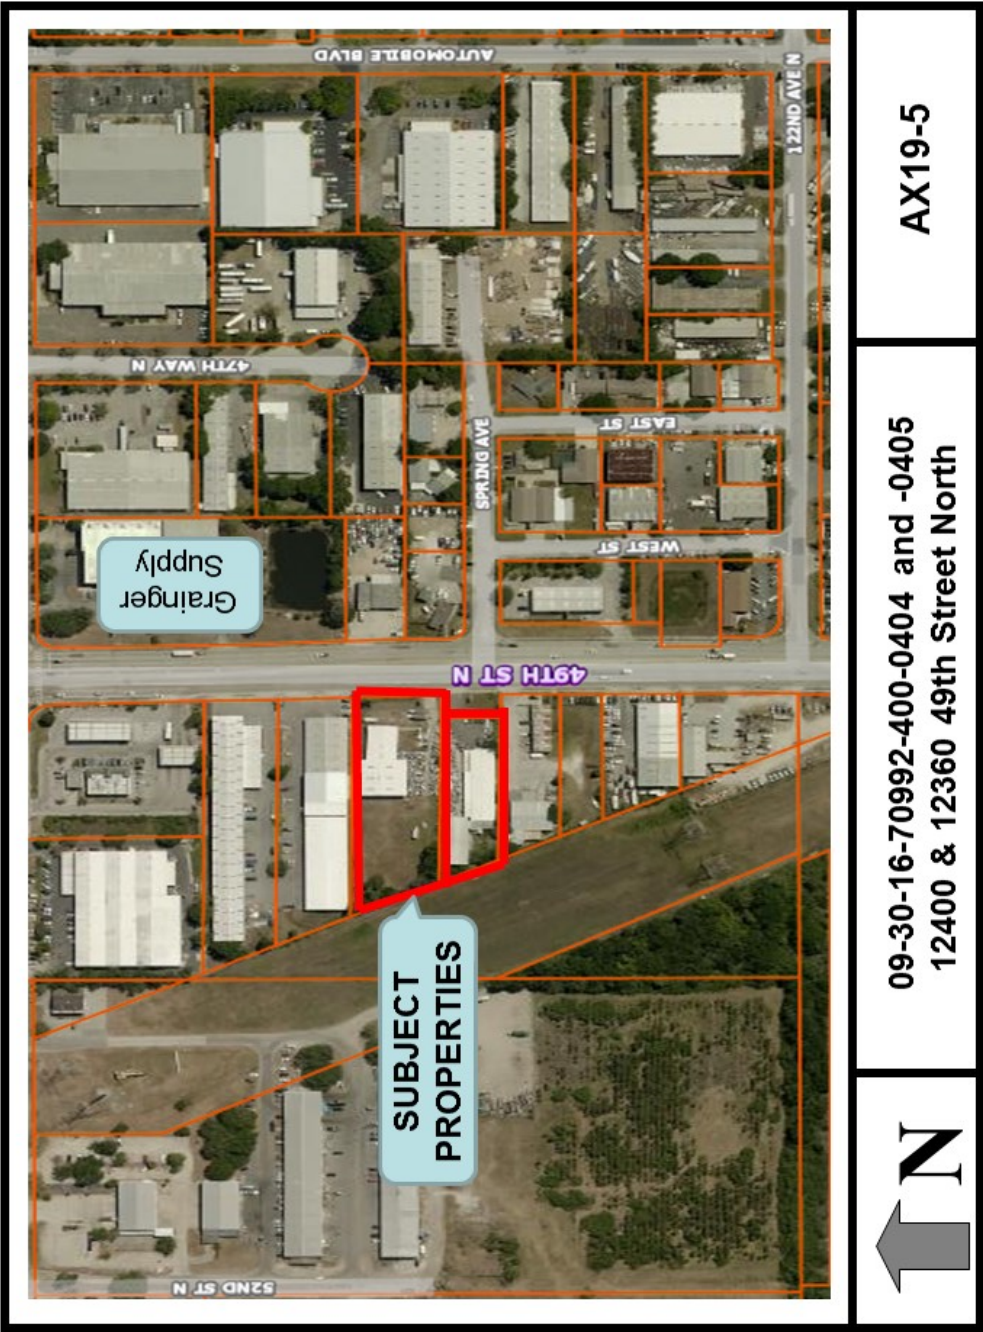 AUTOMOBILE BLVD
122ND AVE N
47TH WAY N
SPRING AVE
EAST ST
WEST ST
Grainger
Supply
49TH ST N
SUBJECT
PROPERTIES
52ND ST N
AX19-5
09-30-16-70992-400-0404 and -0405
12400 & 12360 49th Street North
N